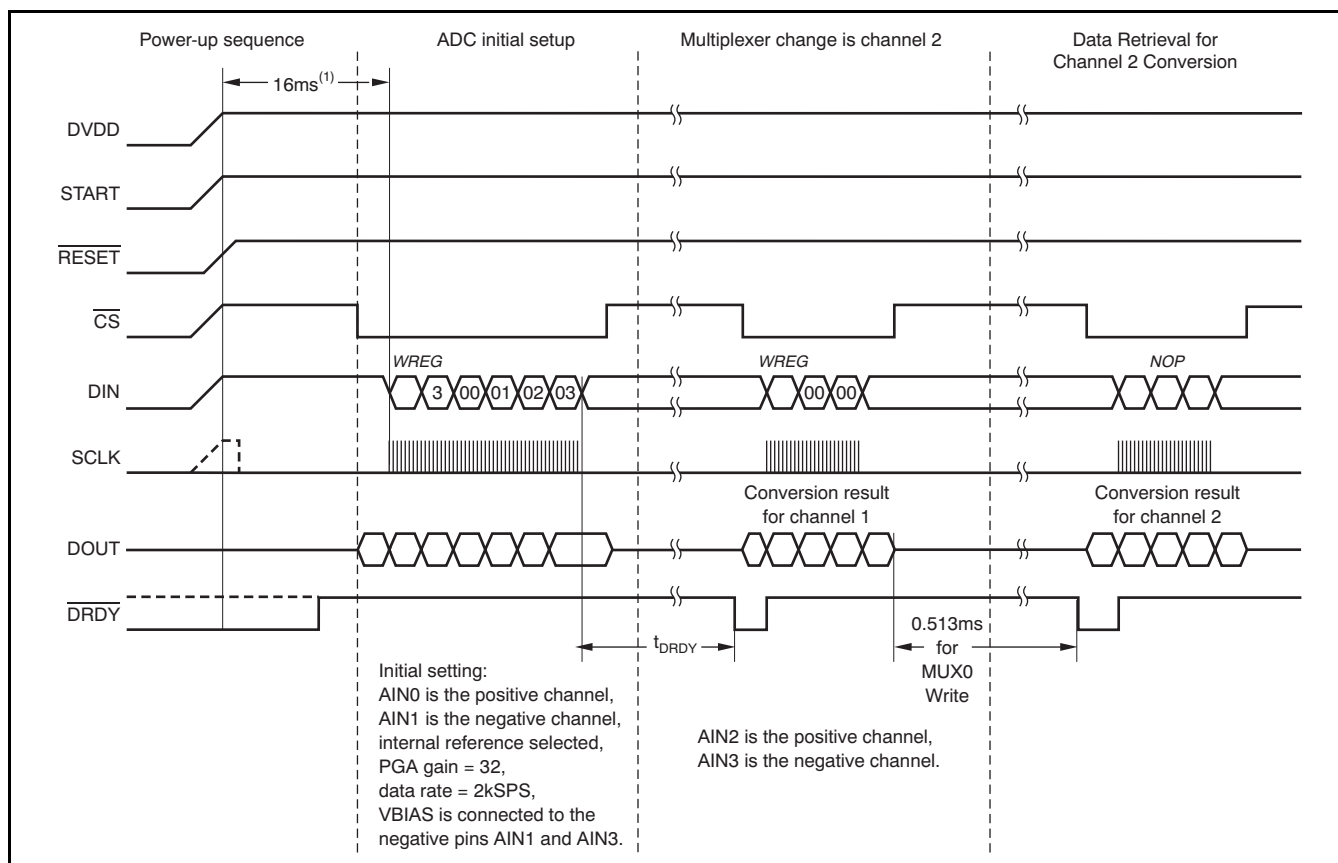 Power-up sequence
ADC initial setup
Multiplexer change is channel 2
Data Retrieval for
Channel 2 Conversion
16ms(1)
DVDD
START
RESET
CS
WREG
WREG
NOP
DIN
3 00 01 02 03
00 00
SCLK
Conversion result
for channel 1
Conversion result
for channel 2
DOUT
DRDY
tDRDY
0.513ms
for
MUX0
Write
Initial setting:
AIN0 is the positive channel,
AIN1 is the negative channel,
internal reference selected,
PGA gain = 32,
data rate = 2kSPS,
VBIAS is connected to the
negative pins AIN1 and AIN3.
AIN2 is the positive channel,
AIN3 is the negative channel.